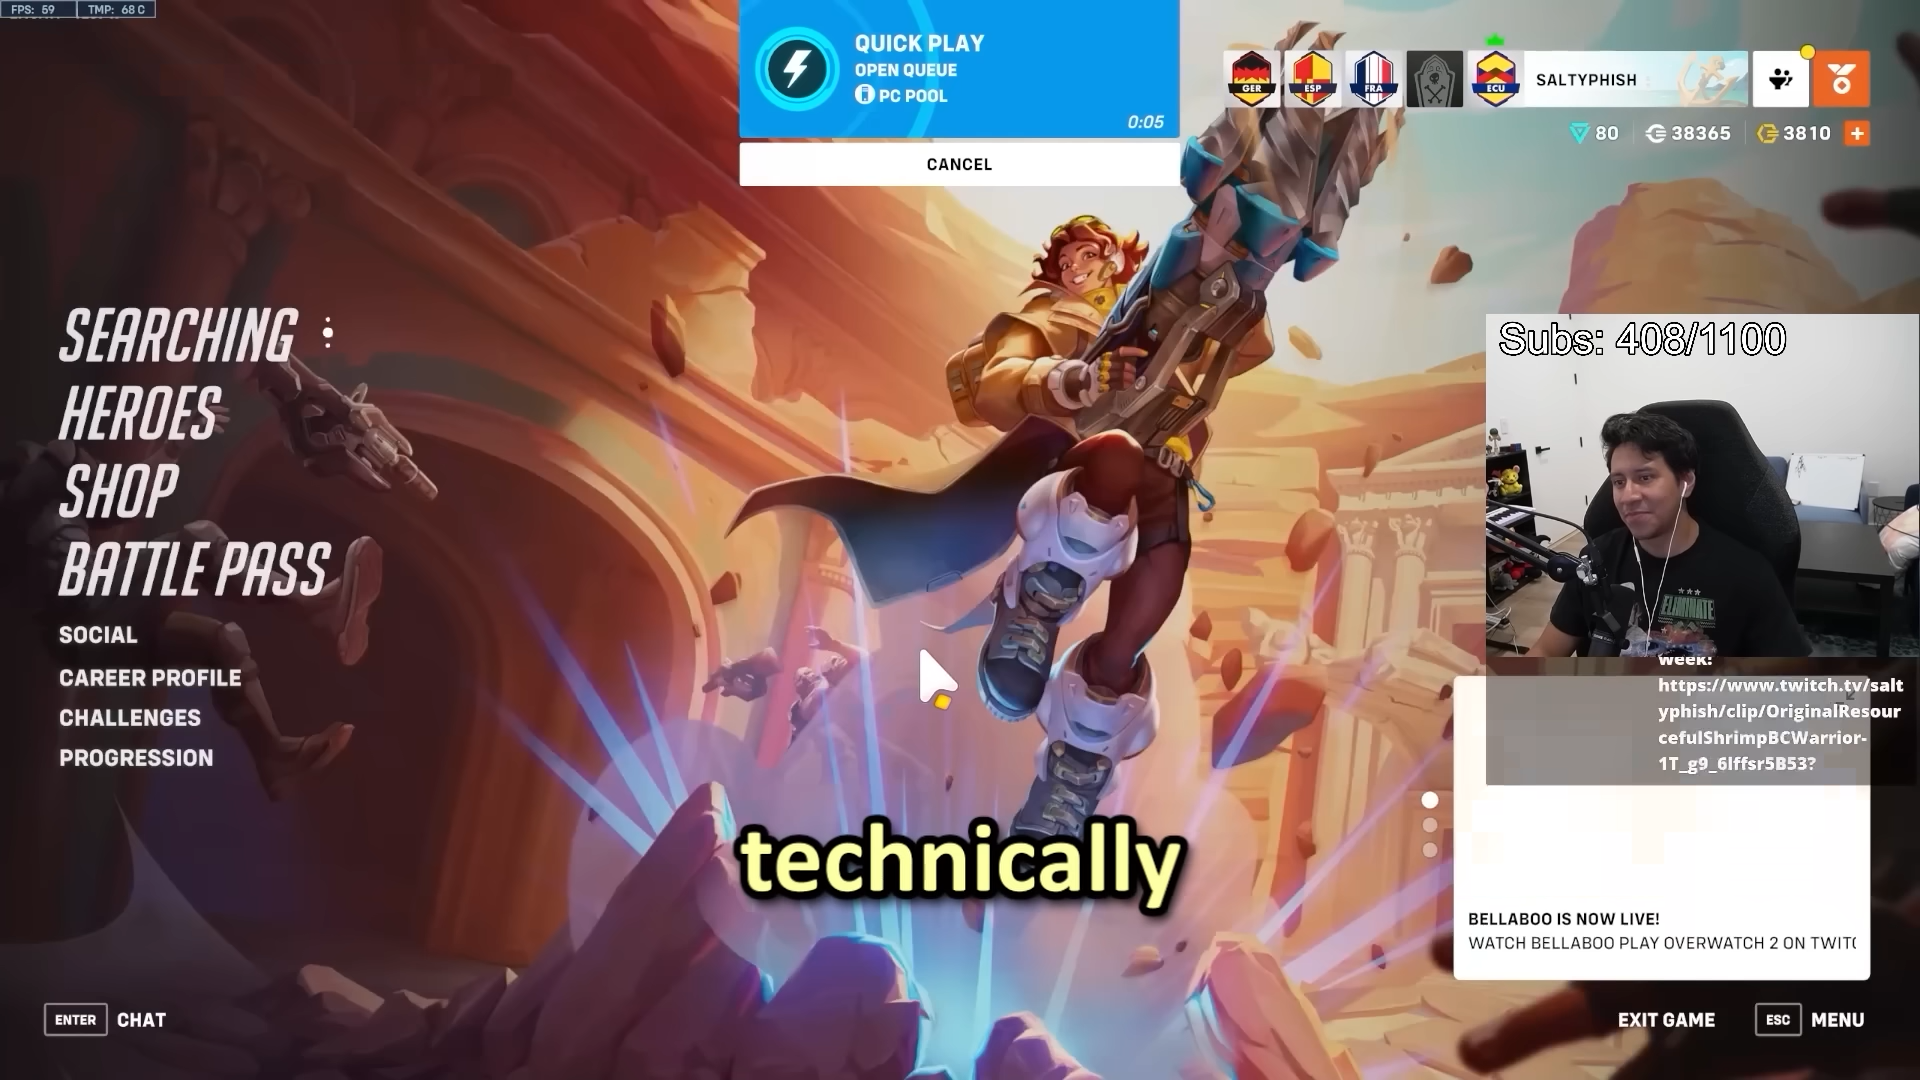 FPS: 59
TMP: 68 C
QUICK PLAY
OPEN QUEUE
PC POOL
0:05
CANCEL
GER
ESP
FRA
ECU
SALTYPHISH
80
38365
3810
SEARCHING
HEROES
SHOP
BATTLE PASS
SOCIAL
CAREER PROFILE
CHALLENGES
PROGRESSION
Subs: 408/1100
ELIMINATE
week:
https://www.twitch.tv/salt
yphish/clip/OriginalResour
cefulShrimpBCWarrior-
1T_g9_6lffsr5B53?
technically
BELLABOO IS NOW LIVE!
WATCH BELLABOO PLAY OVERWATCH 2 ON TWITC
ENTER CHAT
EXIT GAME
ESC MENU